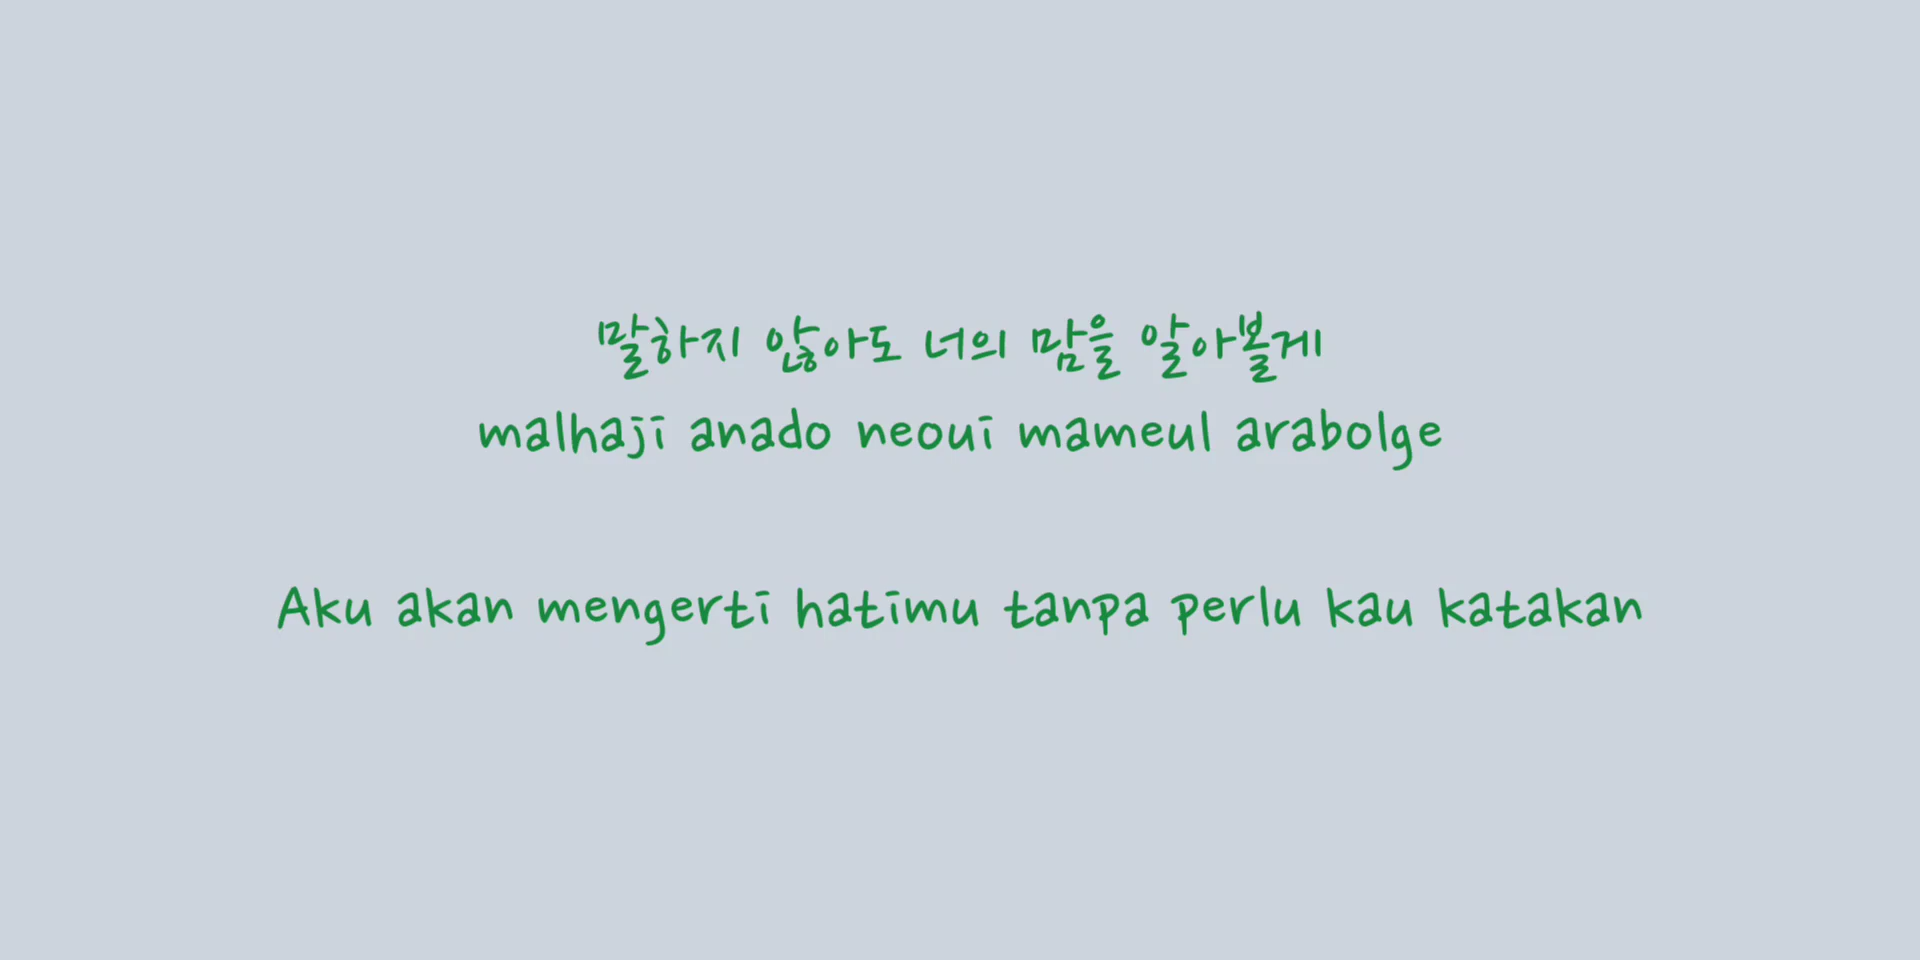 말하지 않아도 너의 맘을 알아볼게
malhaji anado neoui mameul arabolge
Aku akan mengerti hatimu tanpa perlu kau katakan